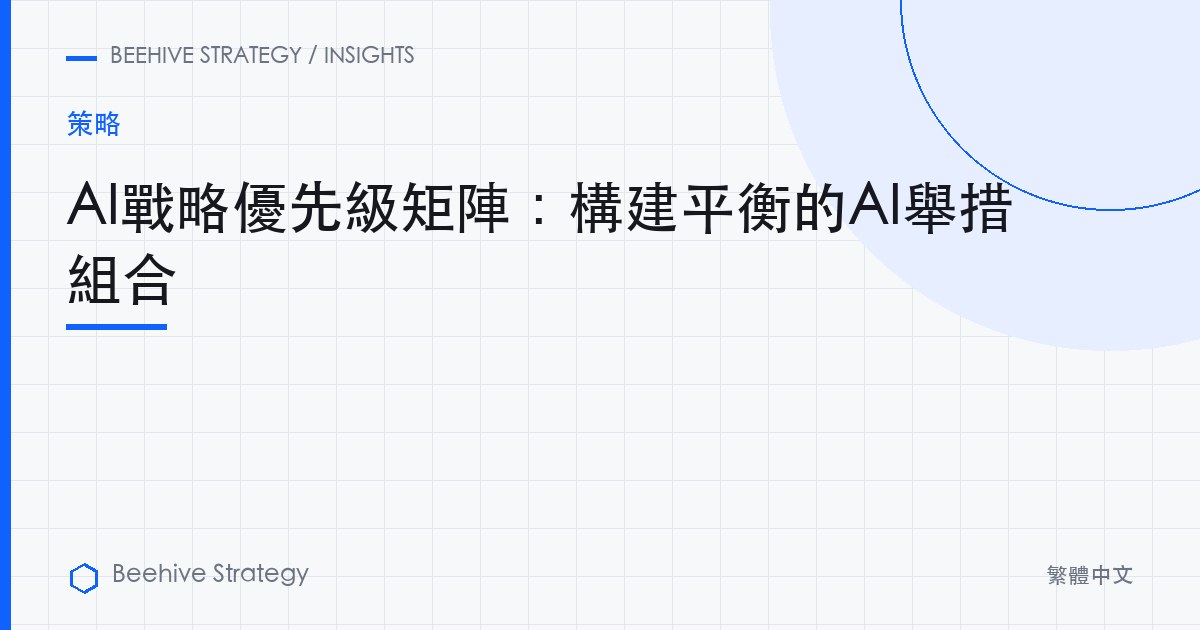 BEEHIVE STRATEGY / INSIGHTS
策略
AI戰略優先級矩陣：構建平衡的AI舉措
組合
Beehive Strategy
繁體中文